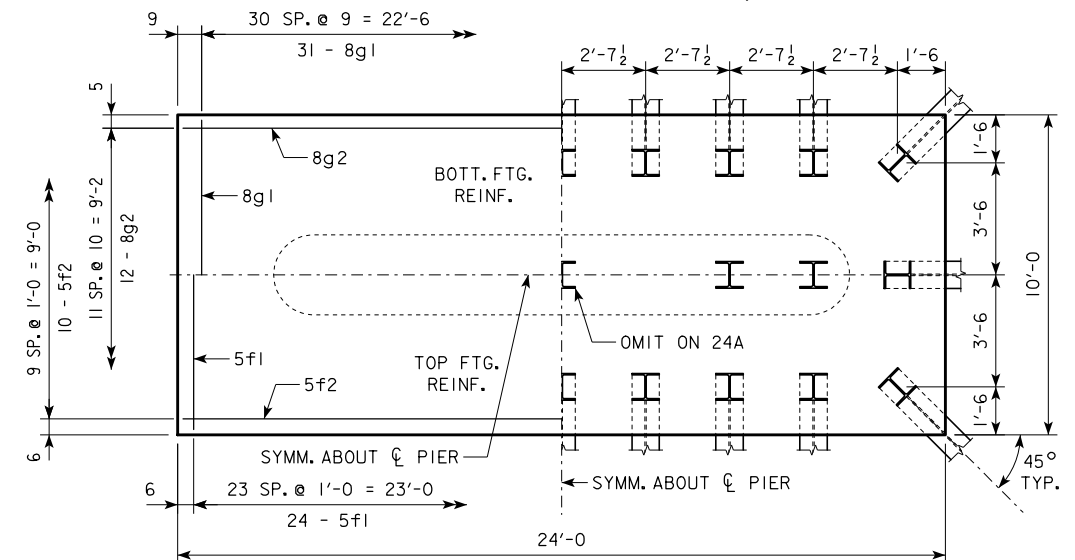 9
30 SP.@ 9 = 22'-6
31 - 8g1
2'-7½
2'-7½
2'-7½
2'-7½
1'-6
5
8g2
BOTT.FTG.
REINF.
8g1
9 SP.@ 1'-0 = 9'-0
10 - 5f2
11 SP.@ 10 = 9'-2
12 - 8g2
1'-6
3'-6
3'-6
1'-6
10'-0
OMIT ON 24A
5f1
TOP FTG.
REINF.
5f2
6
SYMM. ABOUT ℄ PIER
SYMM. ABOUT ℄ PIER
45°
TYP.
6
23 SP.@ 1'-0 = 23'-0
24 - 5f1
24'-0